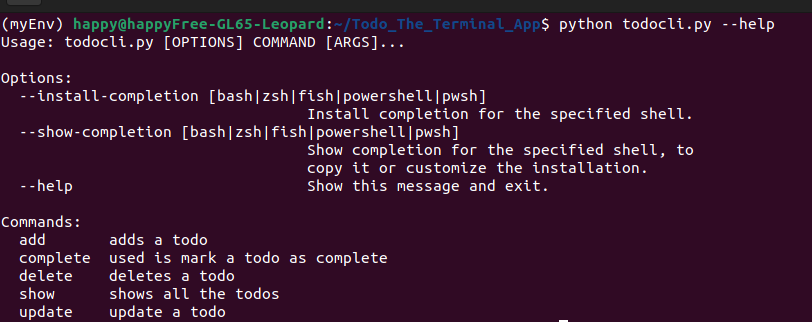 (myEnv) happy@happyFree-GL65-Leopard:~/Todo_The_Terminal_App$ python todocli.py --help
Usage: todocli.py [OPTIONS] COMMAND [ARGS]...

Options:
  --install-completion [bash|zsh|fish|powershell|pwsh]
                                  Install completion for the specified shell.
  --show-completion [bash|zsh|fish|powershell|pwsh]
                                  Show completion for the specified shell, to
                                  copy it or customize the installation.
  --help                          Show this message and exit.

Commands:
  add       adds a todo
  complete  used is mark a todo as complete
  delete    deletes a todo
  show      shows all the todos
  update    update a todo